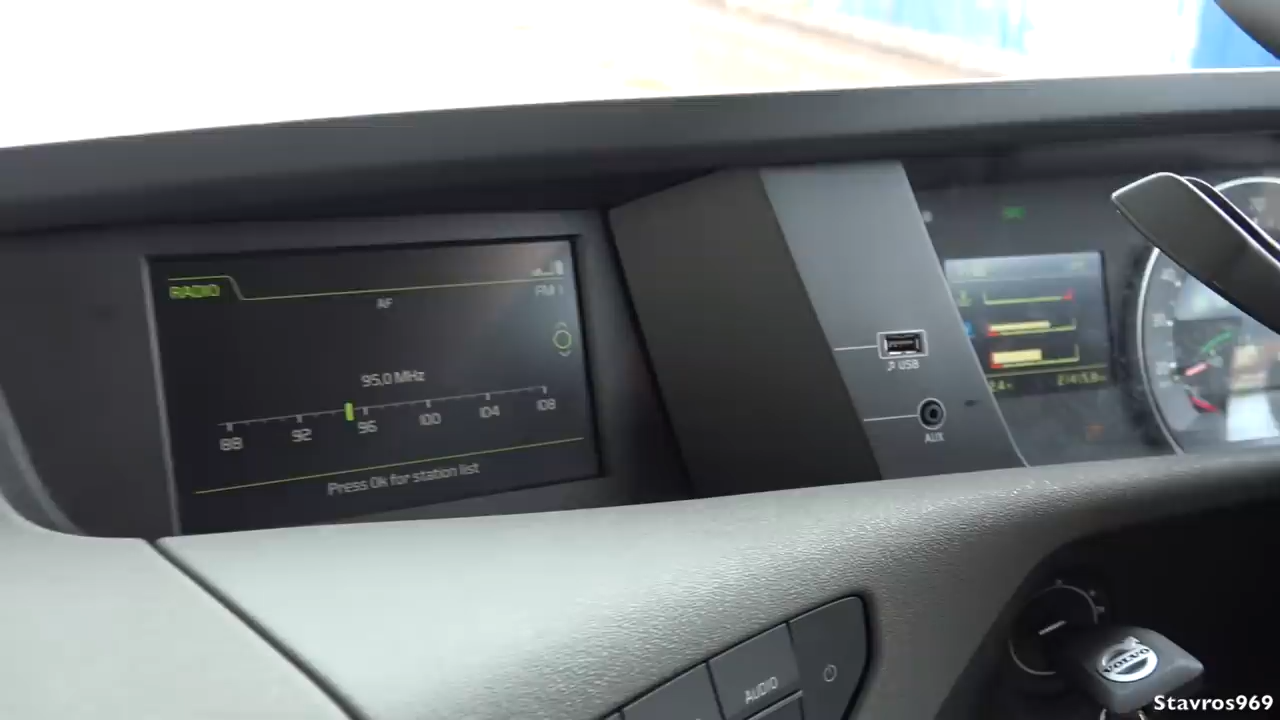 RADIO
AF
FM 1
95,0 MHz
88 92 96 100 104 108
Press Ok for station list
USB
AUX
AUDIO
VOLVO
Stavros969